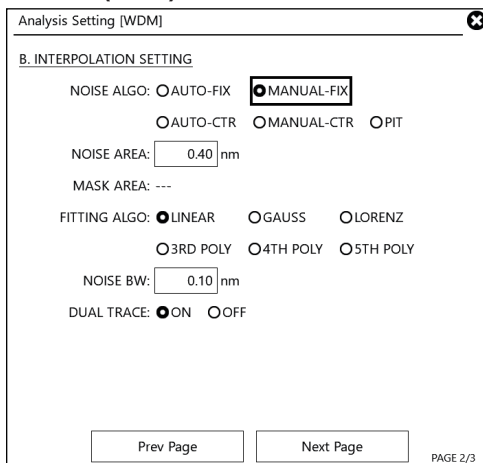 Analysis Setting [WDM]
B. INTERPOLATION SETTING
NOISE ALGO: AUTO-FIX MANUAL-FIX
AUTO-CTR MANUAL-CTR PIT
NOISE AREA: 0.40 nm
MASK AREA: ---
FITTING ALGO: LINEAR GAUSS LORENZ
3RD POLY 4TH POLY 5TH POLY
NOISE BW: 0.10 nm
DUAL TRACE: ON OFF
Prev Page Next Page PAGE 2/3